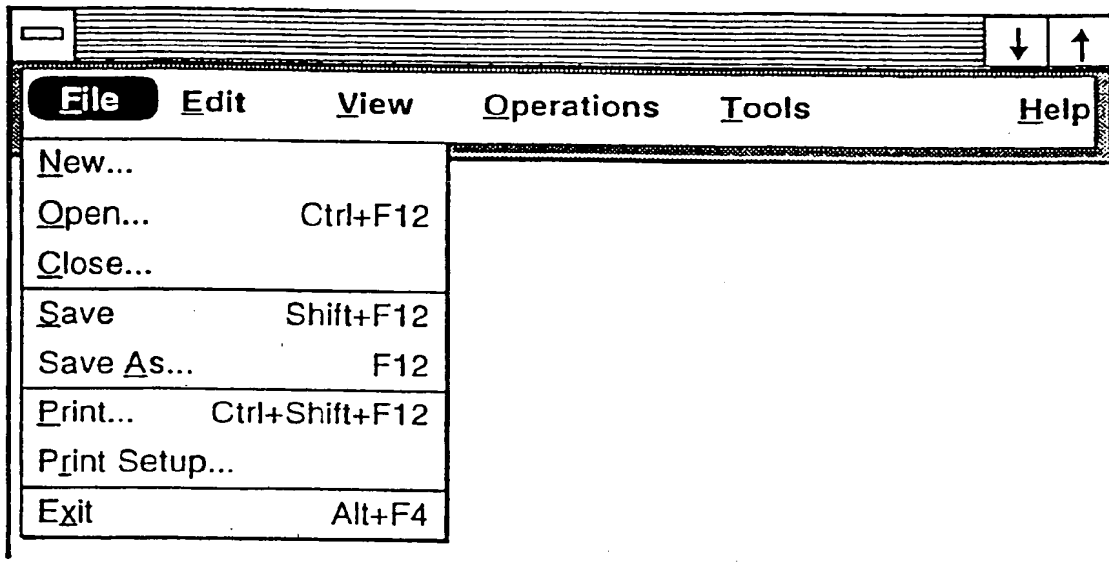 File Edit View Operations Tools Help
New...
Open... Ctrl+F12
Close...
Save Shift+F12
Save As... F12
Print... Ctrl+Shift+F12
Print Setup...
Exit Alt+F4